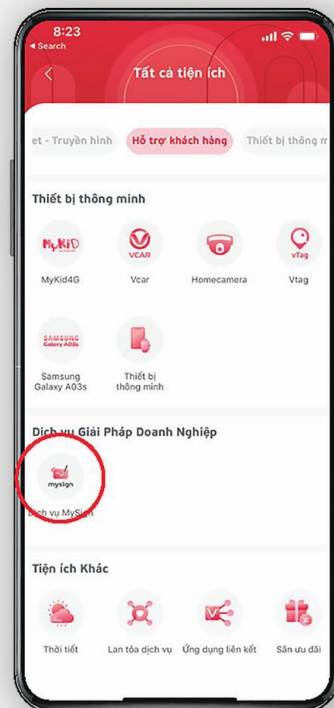 8:23
Search
Tất cả tiện ích
et - Truyền hình Hỗ trợ khách hàng Thiết bị thông m
Thiết bị thông minh
MyKiD
VCAR
vTag
MyKid4G Vcar Homecamera Vtag
SAMSUNG
Galaxy A03s
Samsung Thiết bị
Galaxy A03s thông minh
Dịch vụ Giải Pháp Doanh Nghiệp
mysign
Dịch vụ MySign
Tiện ích Khác
Thời tiết Lan tỏa dịch vụ Ứng dụng liên kết Săn ưu đãi